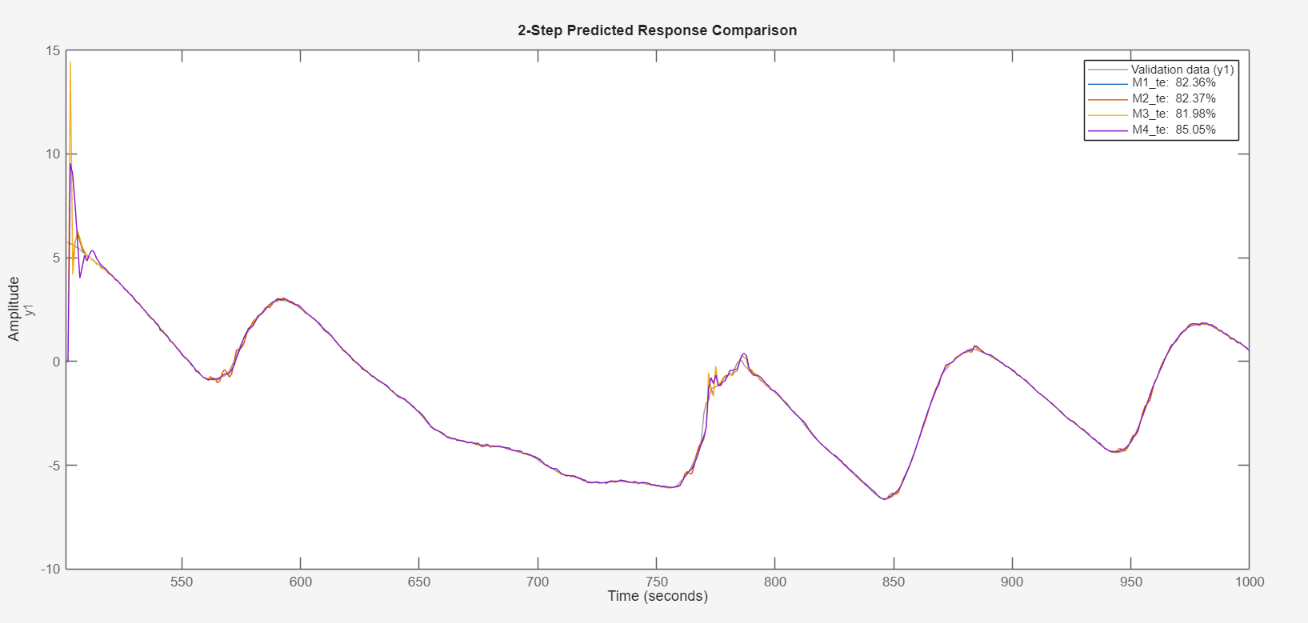 2-Step Predicted Response Comparison
15
10
5
0
-5
-10
Amplitude
y1
Validation data (y1)
M1_te: 82.36%
M2_te: 82.37%
M3_te: 81.98%
M4_te: 85.05%
550
600
650
700
750
800
850
900
950
1000
Time (seconds)